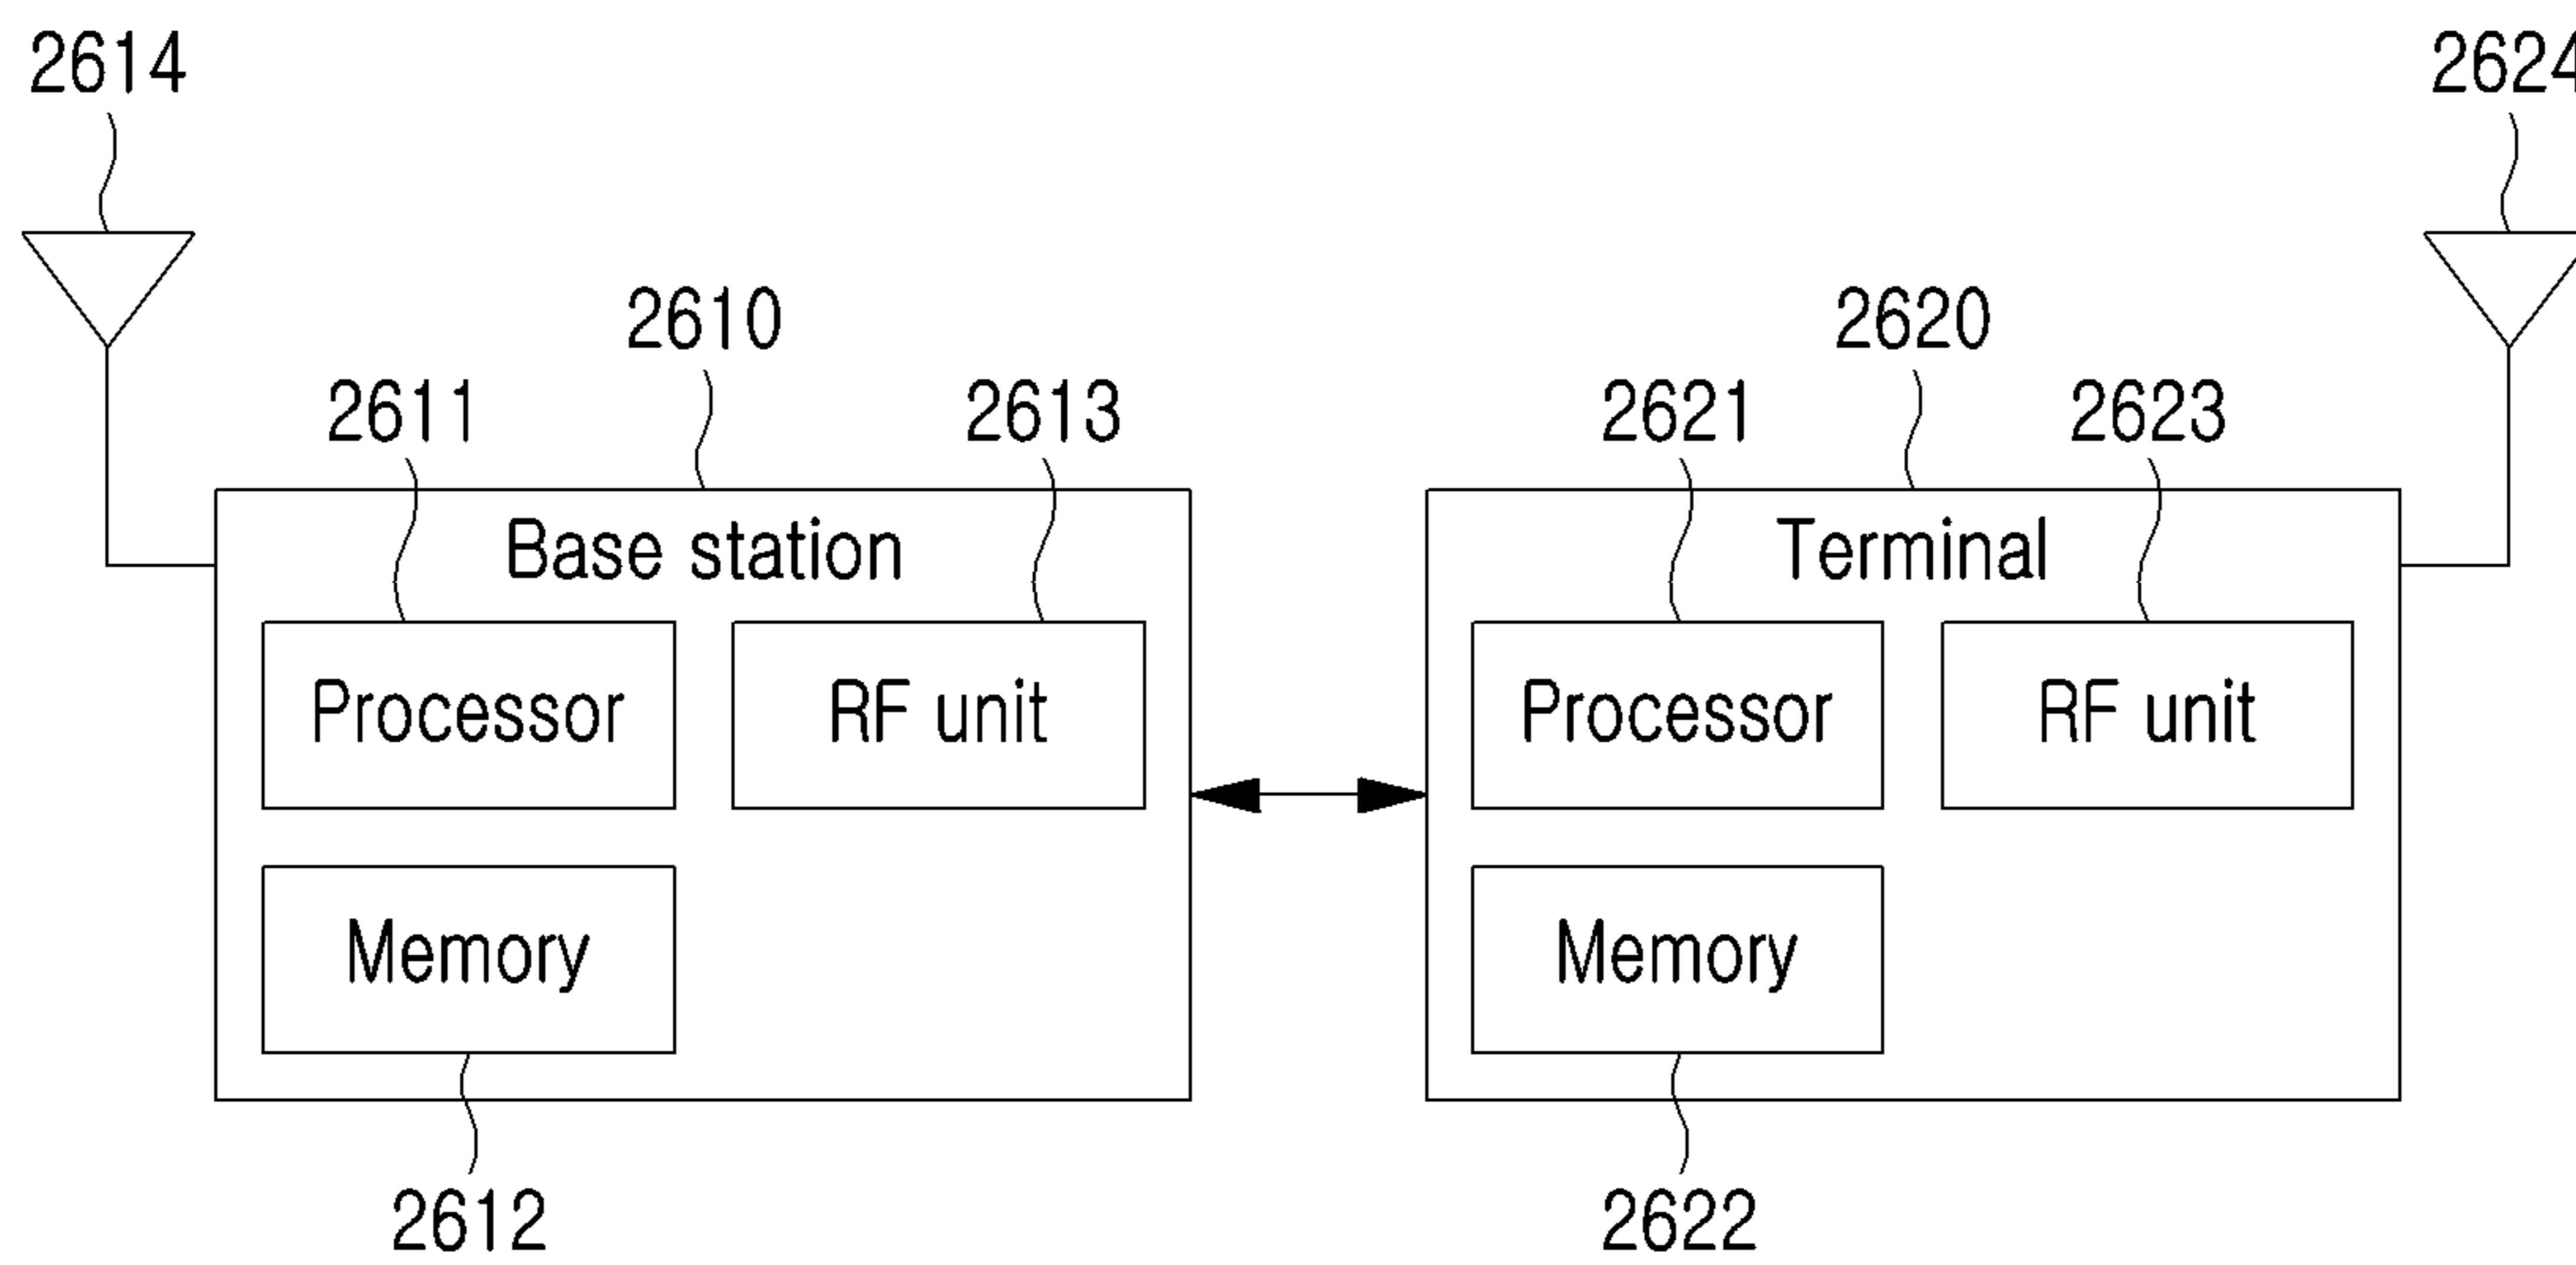 2614
2624
2610
2620
2611
2613
2621
2623
Base station
Terminal
Processor
RF unit
Processor
RF unit
Memory
Memory
2612
2622